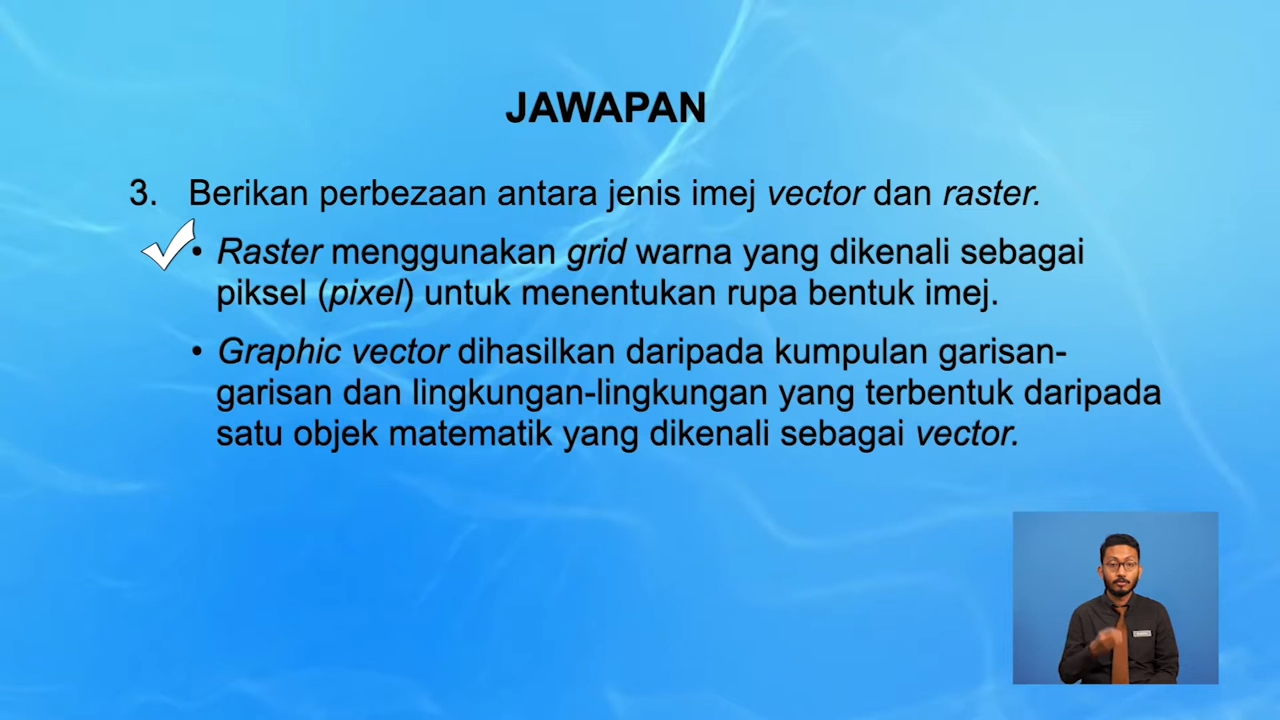 JAWAPAN
3. Berikan perbezaan antara jenis imej vector dan raster.
• Raster menggunakan grid warna yang dikenali sebagai
piksel (pixel) untuk menentukan rupa bentuk imej.
• Graphic vector dihasilkan daripada kumpulan garisan-
garisan dan lingkungan-lingkungan yang terbentuk daripada
satu objek matematik yang dikenali sebagai vector.